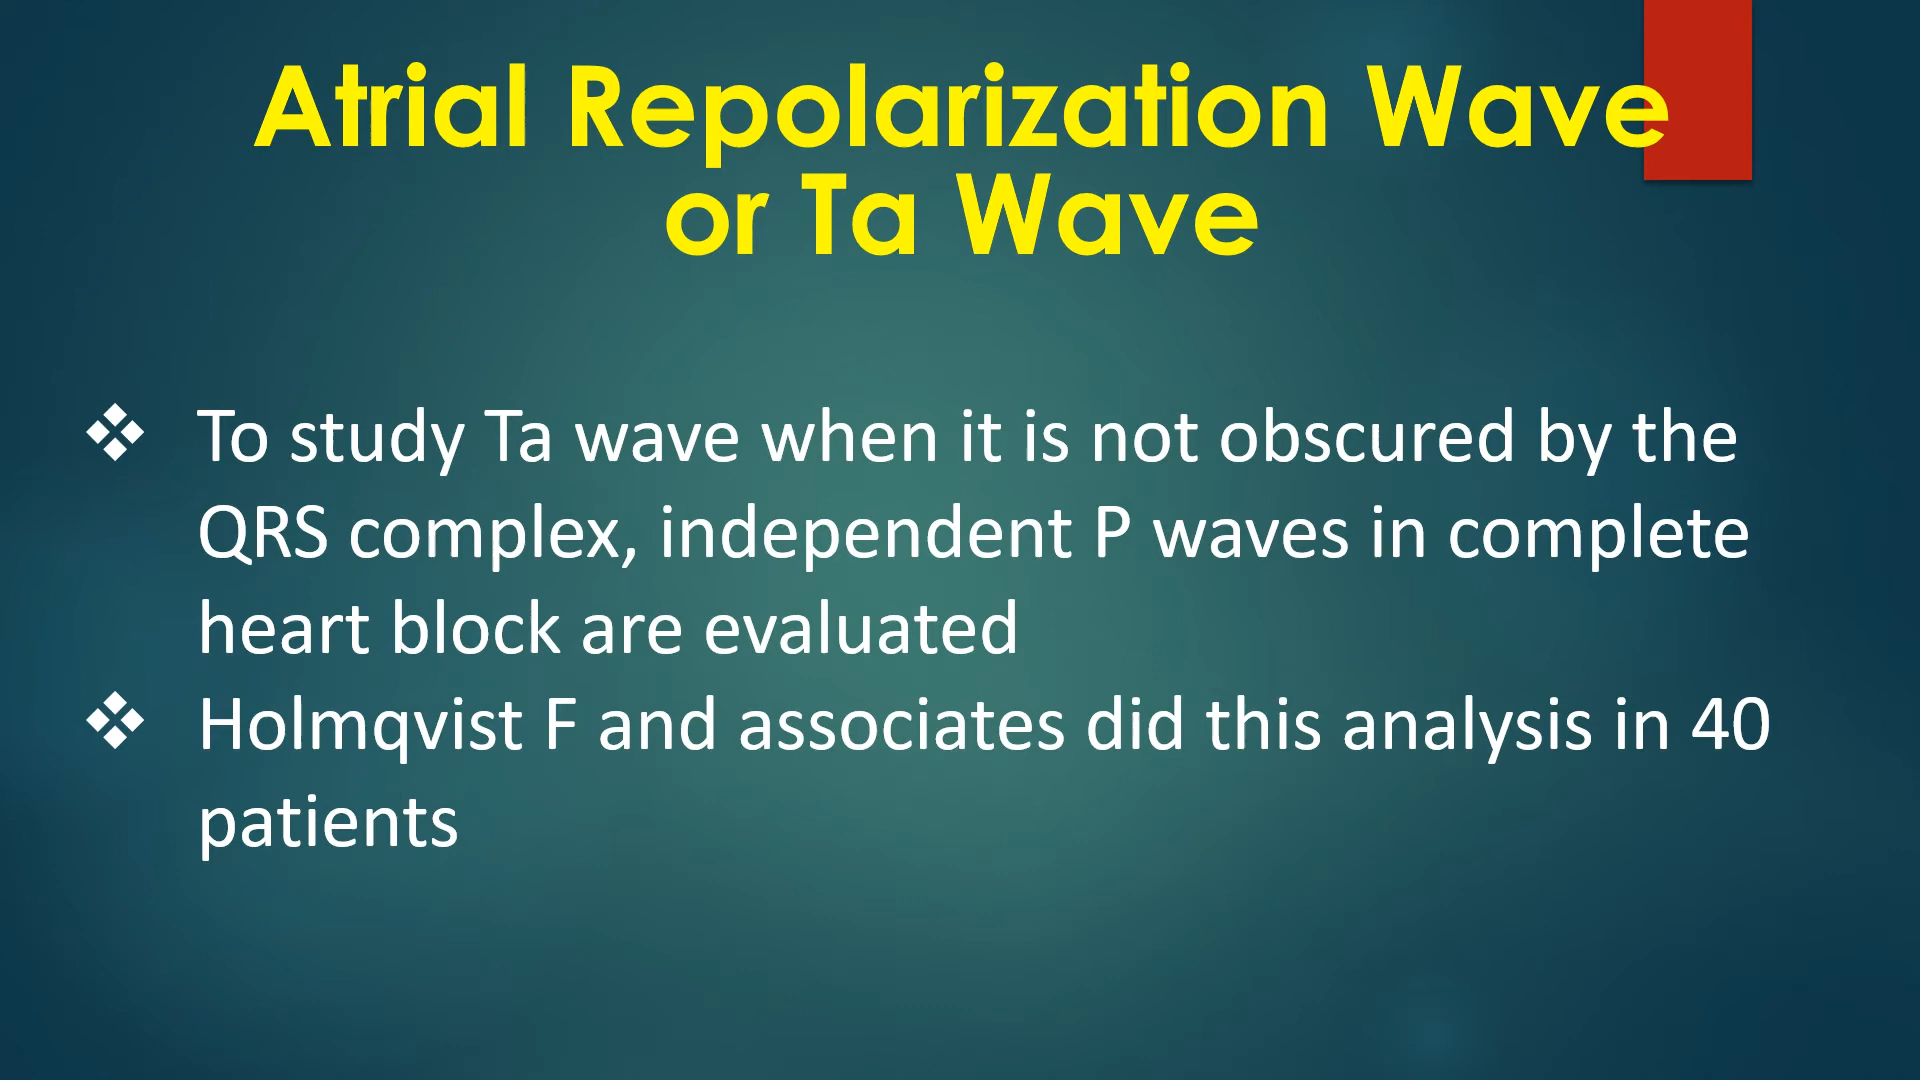 Atrial Repolarization Wave
or Ta Wave
❖ To study Ta wave when it is not obscured by the
QRS complex, independent P waves in complete
heart block are evaluated
❖ Holmqvist F and associates did this analysis in 40
patients